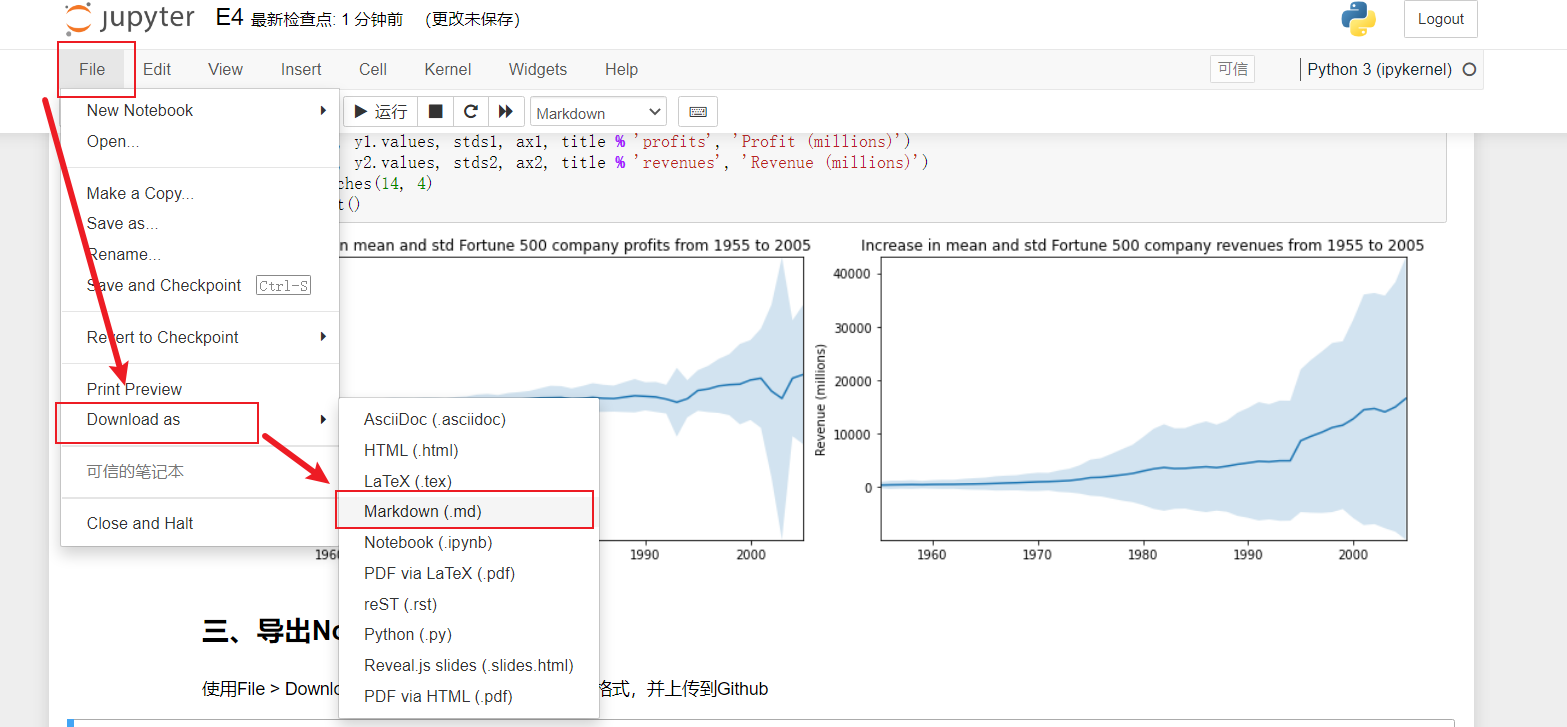 jupyter E4 最新检查点: 1 分钟前 (更改未保存)
Logout
File Edit View Insert Cell Kernel Widgets Help
可信
Python 3 (ipykernel)
New Notebook
Open...
Make a Copy...
Save as...
Rename...
Save and Checkpoint Ctrl-S
Revert to Checkpoint
Print Preview
Download as
可信的笔记本
Close and Halt
运行
Markdown
, y1.values, stds1, ax1, title % 'profits', 'Profit (millions)')
, y2.values, stds2, ax2, title % 'revenues', 'Revenue (millions)')
ches(14, 4)
t()
n mean and std Fortune 500 company profits from 1955 to 2005
1960
1990
2000
Increase in mean and std Fortune 500 company revenues from 1955 to 2005
Revenue (millions)
40000
30000
20000
10000
0
1960
1970
1980
1990
2000
AsciiDoc (.asciidoc)
HTML (.html)
LaTeX (.tex)
Markdown (.md)
Notebook (.ipynb)
PDF via LaTeX (.pdf)
reST (.rst)
Python (.py)
Reveal.js slides (.slides.html)
PDF via HTML (.pdf)
三、导出No
使用File > Downlo 格式，并上传到Github